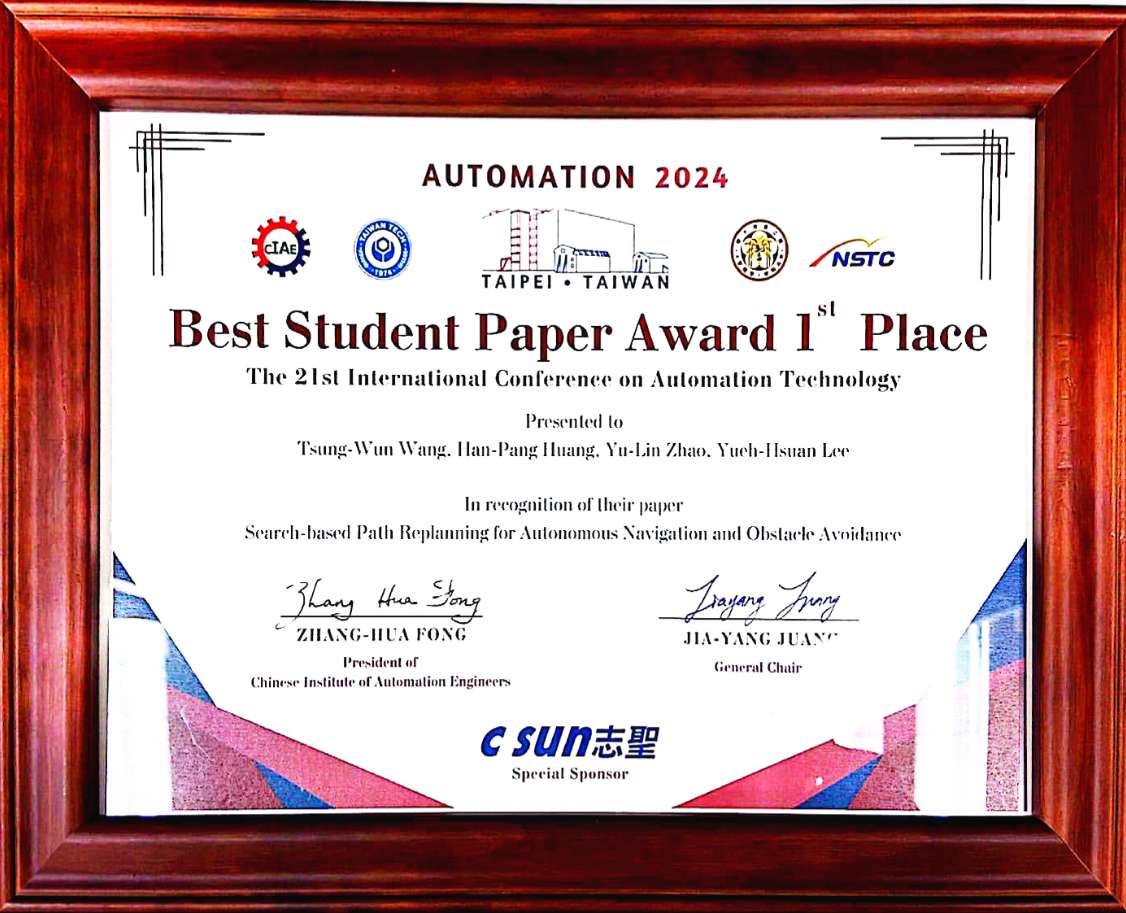 AUTOMATION 2024
CIAE
TAIWAN TECH
1974
TAIPEI • TAIWAN
NSTC
Best Student Paper Award 1st Place
The 21st International Conference on Automation Technology
Presented to
Tsung-Wun Wang, Han-Pang Huang, Yu-Lin Zhao, Yueh-Hsuan Lee
In recognition of their paper
Search-based Path Replanning for Autonomous Navigation and Obstacle Avoidance
Zhang Hua Fong
Jiayang Juang
ZHANG-HUA FONG
JIA-YANG JUANG
President of
General Chair
Chinese Institute of Automation Engineers
c sun志聖
Special Sponsor